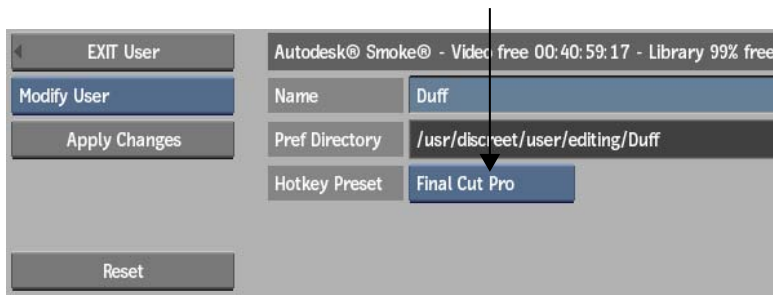 EXIT User
Autodesk® Smoke® - Video free 00:40:59:17 - Library 99% free
Modify User
Name
Duff
Apply Changes
Pref Directory
/usr/discreet/user/editing/Duff
Hotkey Preset
Final Cut Pro
Reset